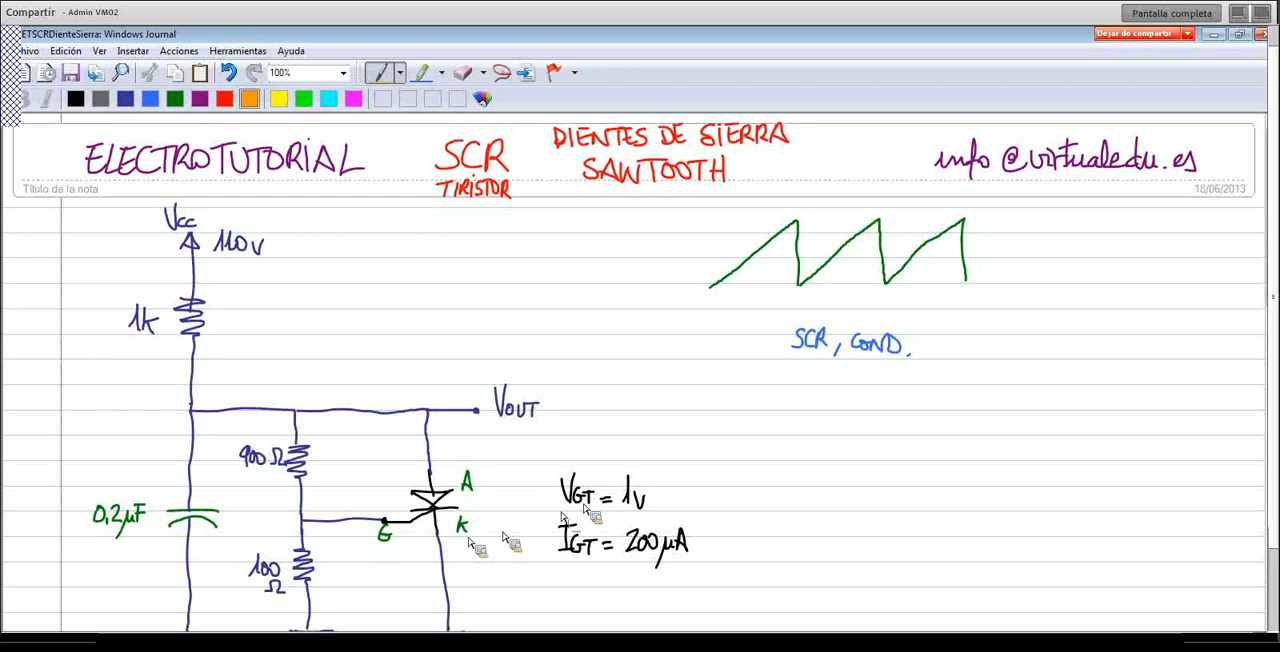 Compartir - Admin VM02
Pantalla completa
ETSCRDienteSierra: Windows Journal
Dejar de compartir
hivo Edición Ver Insertar Acciones Herramientas Ayuda
100%
ELECTROTUTORIAL
SCR
TIRISTOR
DIENTES DE SIERRA
SAWTOOTH
info@virtualedu.es
Título de la nota
18/06/2013
Vcc
110V
1k
SCR, COND.
VOUT
900Ω
A
VGT = 1V
0,2µF
G
K
IGT = 200µA
100
Ω